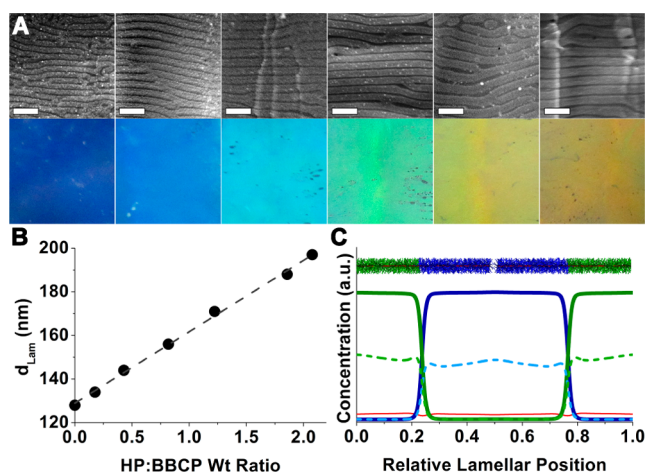 A
B
200
180
160
140
120
d_Lam (nm)
0.0 0.5 1.0 1.5 2.0
HP:BBCP Wt Ratio
C
Concentration (a.u.)
0.0 0.2 0.4 0.6 0.8 1.0
Relative Lamellar Position